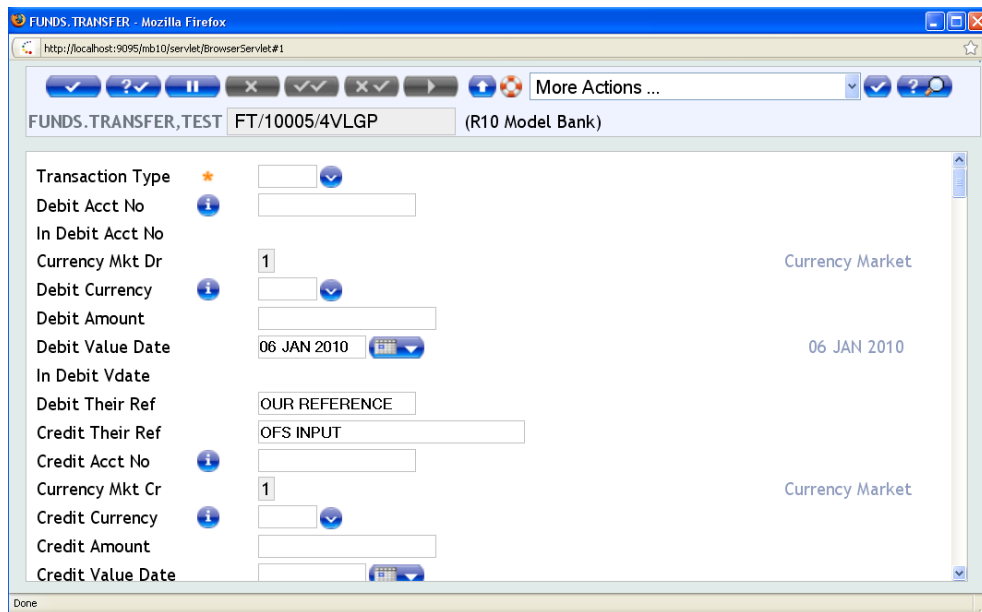 FUNDS.TRANSFER - Mozilla Firefox
http://localhost:9095/mb10/servlet/BrowserServlet#1
More Actions ...
FUNDS.TRANSFER,TEST FT/10005/4VLGP (R10 Model Bank)
Transaction Type *
Debit Acct No
In Debit Acct No
Currency Mkt Dr 1 Currency Market
Debit Currency
Debit Amount
Debit Value Date 06 JAN 2010 06 JAN 2010
In Debit Vdate
Debit Their Ref OUR REFERENCE
Credit Their Ref OFS INPUT
Credit Acct No
Currency Mkt Cr 1 Currency Market
Credit Currency
Credit Amount
Credit Value Date
Done